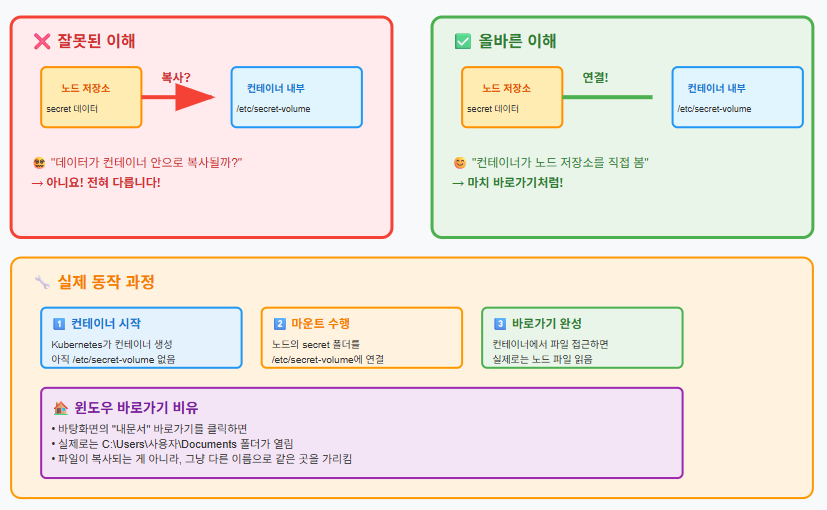 ❌ 잘못된 이해
노드 저장소
secret 데이터
복사?
컨테이너 내부
/etc/secret-volume
"데이터가 컨테이너 안으로 복사될까?"
→ 아니요! 전혀 다릅니다!
✅ 올바른 이해
노드 저장소
secret 데이터
연결!
컨테이너 내부
/etc/secret-volume
😊 "컨테이너가 노드 저장소를 직접 봄"
→ 마치 바로가기처럼!
🔧 실제 동작 과정
1️⃣ 컨테이너 시작
Kubernetes가 컨테이너 생성
아직 /etc/secret-volume 없음
2️⃣ 마운트 수행
노드의 secret 폴더를
/etc/secret-volume에 연결
3️⃣ 바로가기 완성
컨테이너에서 파일 접근하면
실제로는 노드 파일 읽음
🏠 윈도우 바로가기 비유
• 바탕화면의 "내문서" 바로가기를 클릭하면
• 실제로는 C:\Users\사용자\Documents 폴더가 열림
• 파일이 복사되는 게 아니라, 그냥 다른 이름으로 같은 곳을 가리킴